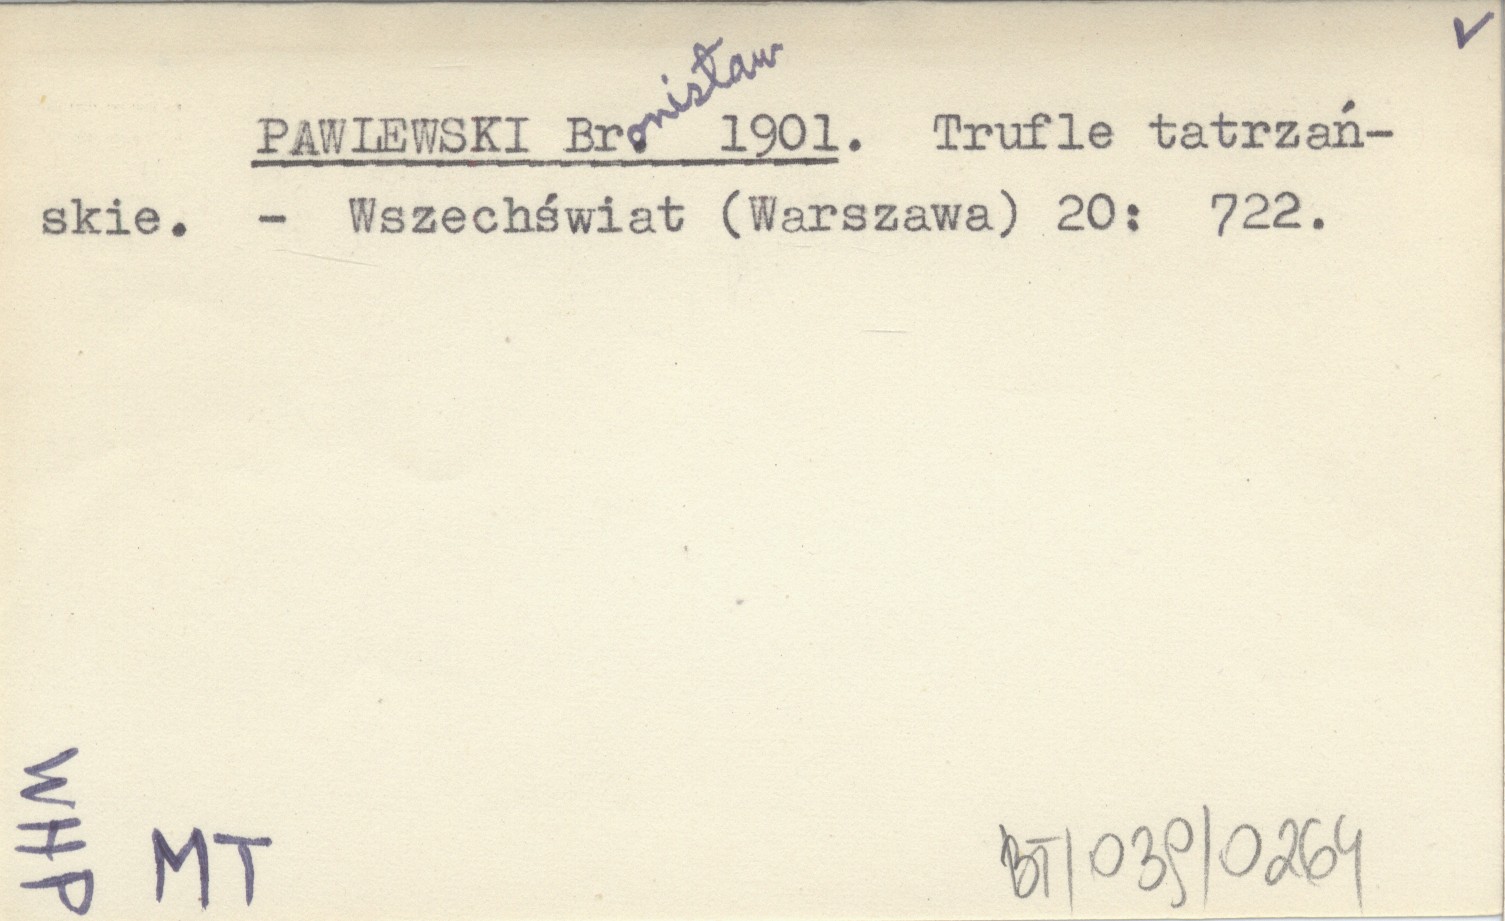 PAWLEWSKI Bronisław 1901. Trufle tatrzań-
skie. - Wszechświat (Warszawa) 20: 722.
WHP
MT
BT/039/0264